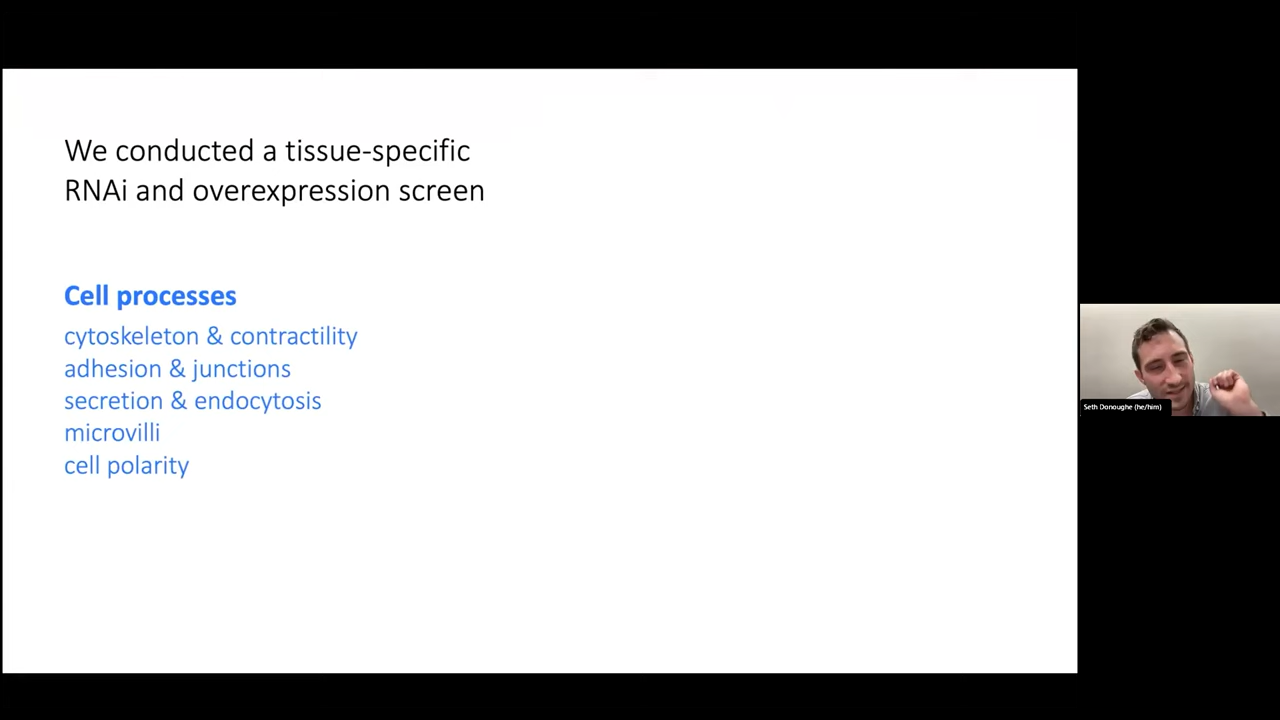 We conducted a tissue-specific
RNAi and overexpression screen
Cell processes
cytoskeleton & contractility
adhesion & junctions
secretion & endocytosis
microvilli
cell polarity
Seth Donoughe (he/him)